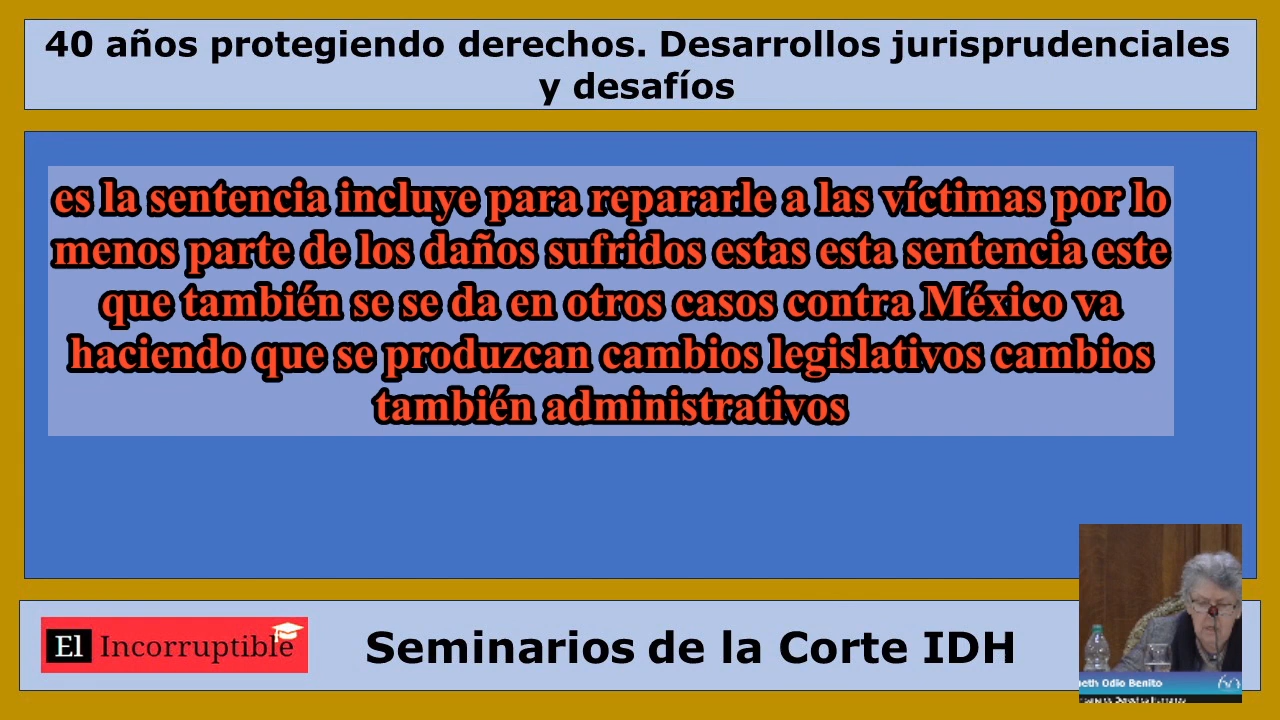 40 años protegiendo derechos. Desarrollos jurisprudenciales
y desafíos
es la sentencia incluye para repararle a las víctimas por lo
menos parte de los daños sufridos estas esta sentencia este
que también se se da en otros casos contra México va
haciendo que se produzcan cambios legislativos cambios
también administrativos
El Incorruptible
Seminarios de la Corte IDH
Odio Benito